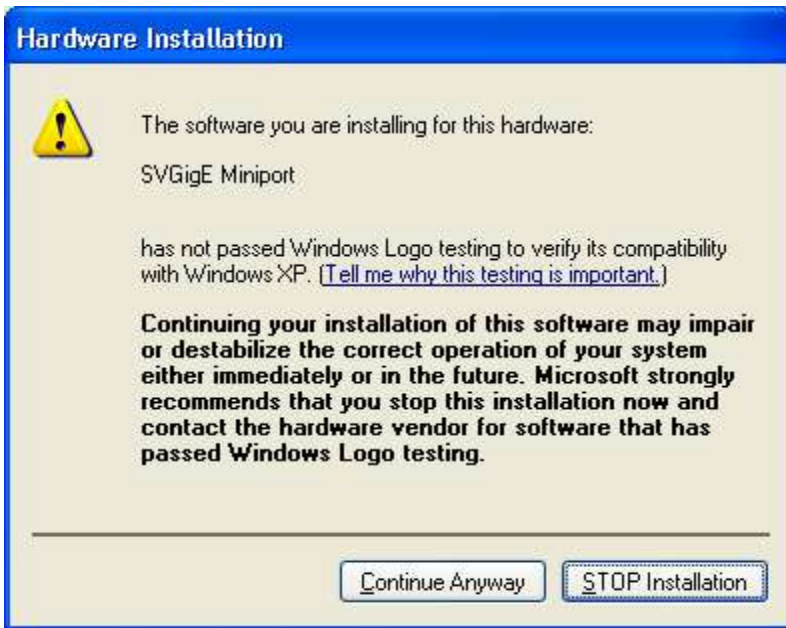 Hardware Installation
The software you are installing for this hardware:
SVGigE Miniport
has not passed Windows Logo testing to verify its compatibility
with Windows XP. (Tell me why this testing is important.)
Continuing your installation of this software may impair
or destabilize the correct operation of your system
either immediately or in the future. Microsoft strongly
recommends that you stop this installation now and
contact the hardware vendor for software that has
passed Windows Logo testing.
Continue Anyway
STOP Installation